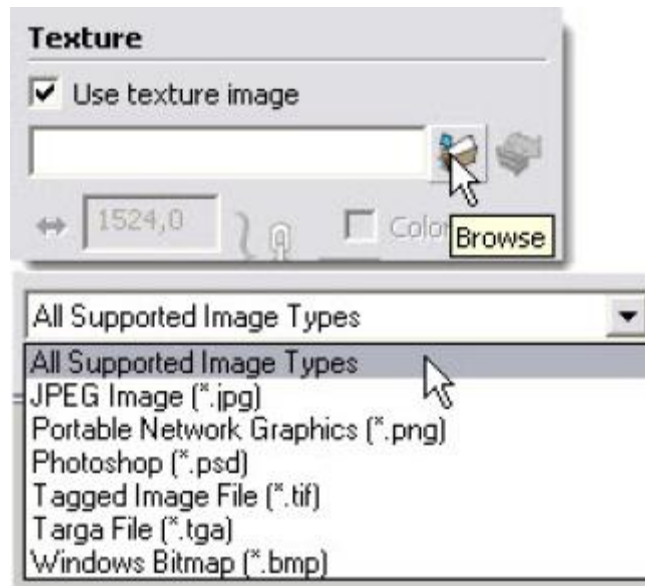 Texture
Use texture image
1524,0 Color
Browse
All Supported Image Types
All Supported Image Types
JPEG Image (*.jpg)
Portable Network Graphics (*.png)
Photoshop (*.psd)
Tagged Image File (*.tif)
Targa File (*.tga)
Windows Bitmap (*.bmp)